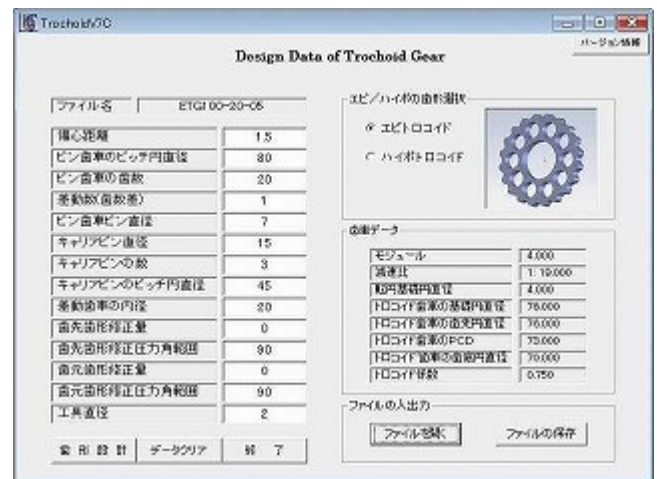 TrochoidV70
バージョン情報
Design Data of Trochoid Gear
ファイル名 ETG100-20-05
偏心距離 1.5
ピン歯車のピッチ円直径 80
ピン歯車の歯数 20
差動数(歯数差) 1
ピン歯車ピン直径 7
キャリアピン直径 15
キャリアピンの数 3
キャリアピンのピッチ円直径 45
差動歯車の内径 20
歯先歯形修正量 0
歯先歯形修正圧力角範囲 90
歯元歯形修正量 0
歯元歯形修正圧力角範囲 90
工具直径 2
歯形設計 データクリア 終了
エピ/ハイポの歯形選択
エピトロコイド
ハイポトロコイド
歯車データ
モジュール 4.000
減速比 1: 19.000
転円基礎円直径 4.000
トロコイド歯車の基礎円直径 76.000
トロコイド歯車の歯先円直径 76.000
トロコイド歯車のPCD 73.000
トロコイド歯車の歯底円直径 70.000
トロコイド係数 0.750
ファイルの入出力
ファイルを開く ファイルの保存